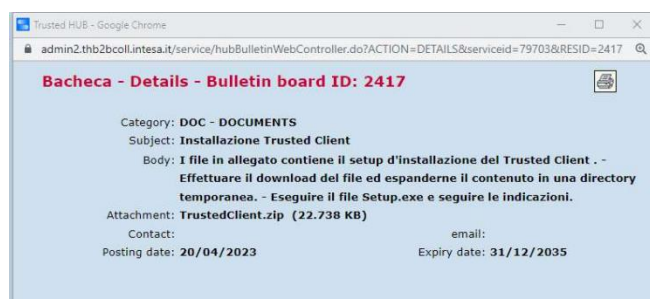 Trusted HUB - Google Chrome
admin2.thb2bcoll.intesa.it/service/hubBulletinWebController.do?ACTION=DETAILS&serviceid=79703&RESID=2417
Bacheca - Details - Bulletin board ID: 2417
Category: DOC - DOCUMENTS
Subject: Installazione Trusted Client
Body: I file in allegato contiene il setup d'installazione del Trusted Client . -
Effettuare il download del file ed espanderne il contenuto in una directory
temporanea. - Eseguire il file Setup.exe e seguire le indicazioni.
Attachment: TrustedClient.zip (22.738 KB)
Contact: email:
Posting date: 20/04/2023 Expiry date: 31/12/2035